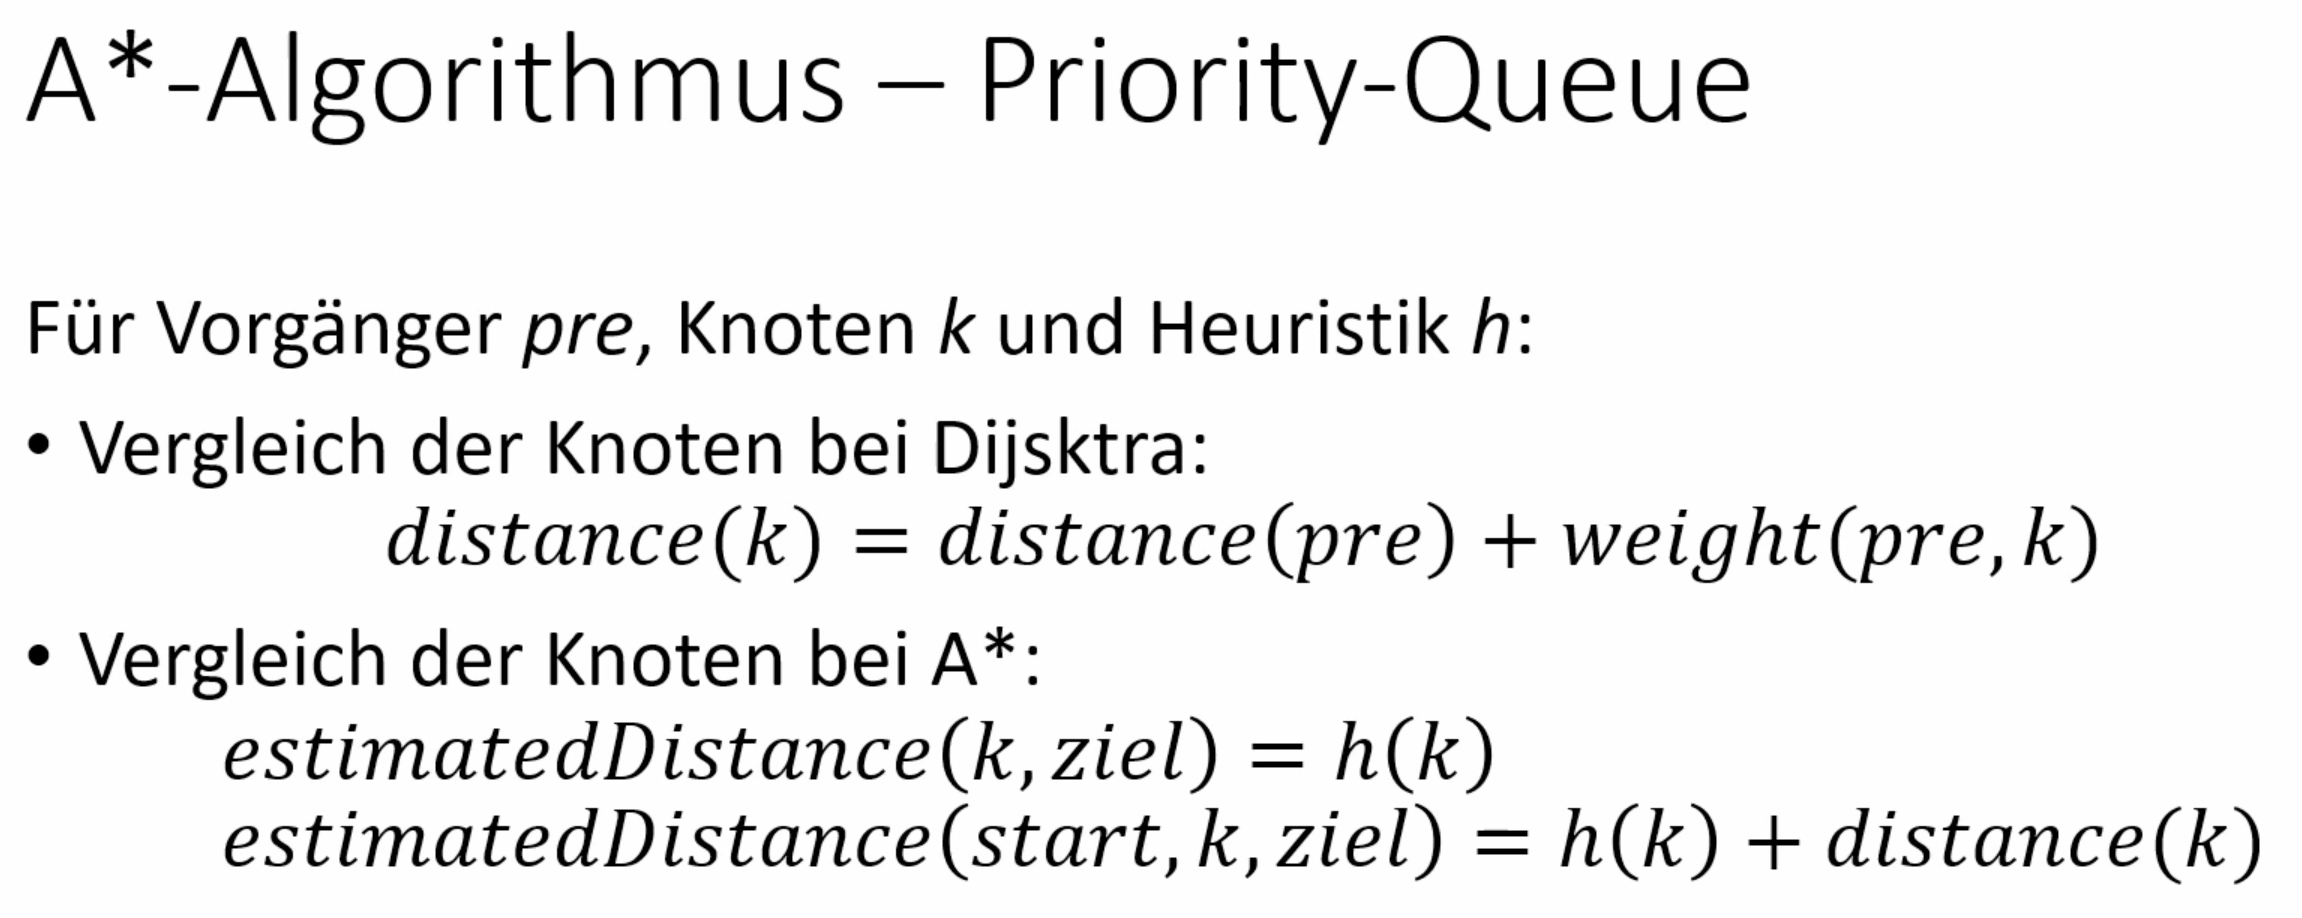 A*-Algorithmus – Priority-Queue
Für Vorgänger pre, Knoten k und Heuristik h:
• Vergleich der Knoten bei Dijsktra:
distance(k) = distance(pre) + weight(pre, k)
• Vergleich der Knoten bei A*:
estimatedDistance(k, ziel) = h(k)
estimatedDistance(start, k, ziel) = h(k) + distance(k)